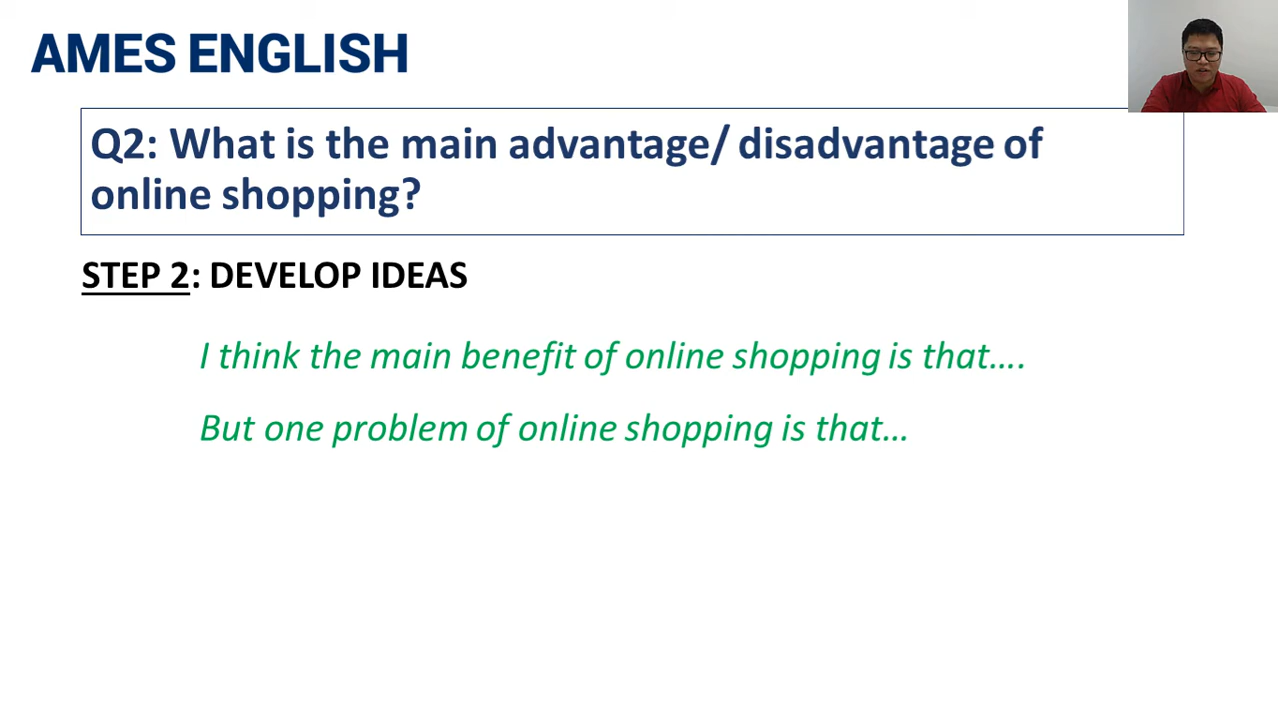 AMES ENGLISH
Q2: What is the main advantage/ disadvantage of
online shopping?
STEP 2: DEVELOP IDEAS
I think the main benefit of online shopping is that….
But one problem of online shopping is that…